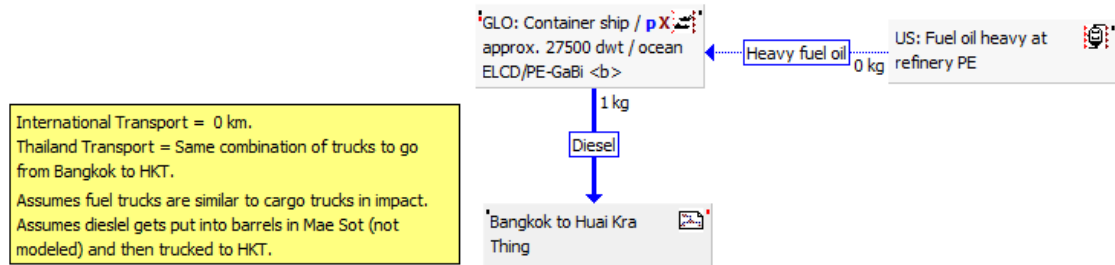 GLO: Container ship / p X
approx. 27500 dwt / ocean
ELCD/PE-GaBi <b>
Heavy fuel oil
0 kg
US: Fuel oil heavy at
refinery PE
1 kg
Diesel
International Transport = 0 km.
Thailand Transport = Same combination of trucks to go
from Bangkok to HKT.
Assumes fuel trucks are similar to cargo trucks in impact.
Assumes dieslel gets put into barrels in Mae Sot (not
modeled) and then trucked to HKT.
Bangkok to Huai Kra
Thing